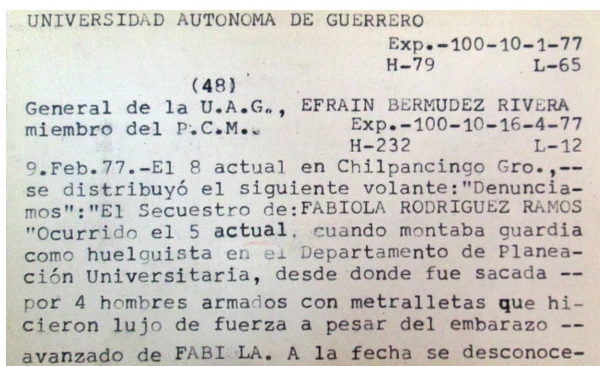 UNIVERSIDAD AUTONOMA DE GUERRERO
Exp.-100-10-1-77
H-79 L-65
(48)
General de la U.A.G., EFRAIN BERMUDEZ RIVERA
miembro del P.C.M. Exp.-100-10-16-4-77
H-232 L-12
9.Feb.77.-El 8 actual en Chilpancingo Gro.,--
se distribuyó el siguiente volante:"Denuncia-
mos":"El Secuestro de:FABIOLA RODRIGUEZ RAMOS
"Ocurrido el 5 actual, cuando montaba guardia
como huelguista en el Departamento de Planea-
ción Universitaria, desde donde fue sacada --
por 4 hombres armados con metralletas que hi-
cieron lujo de fuerza a pesar del embarazo --
avanzado de FABI LA. A la fecha se desconoce-